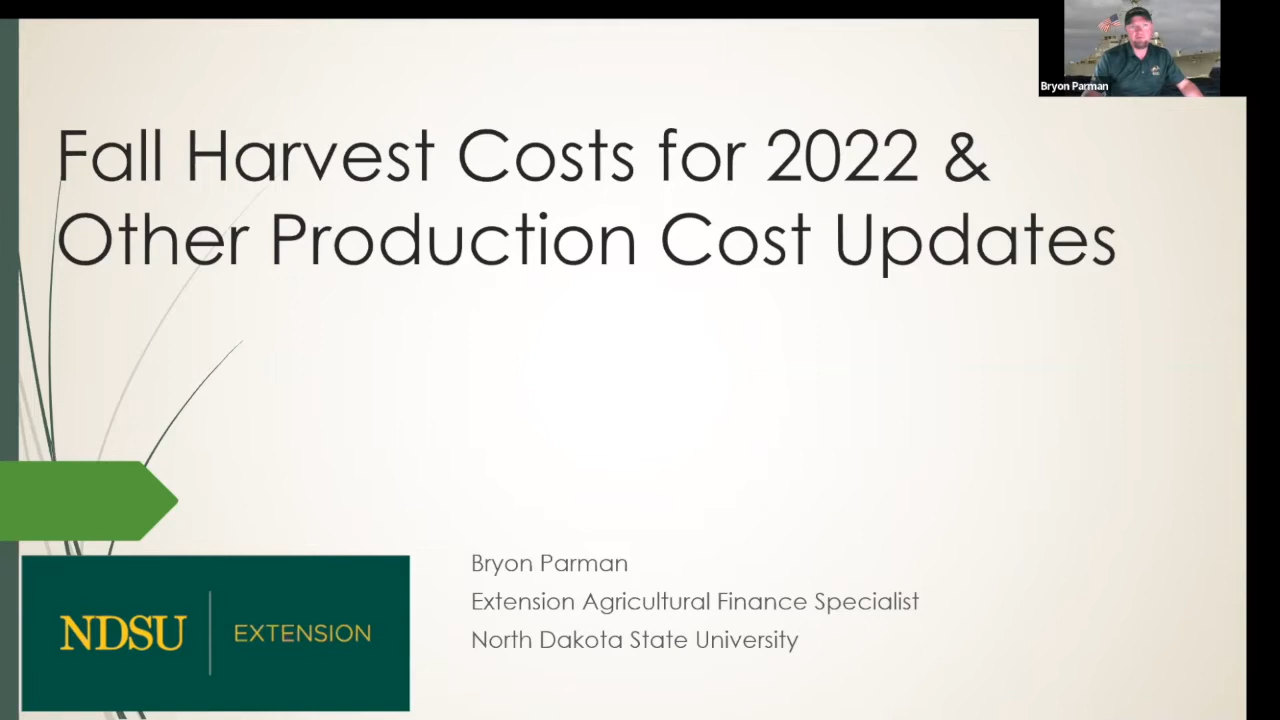 Bryon Parman
Fall Harvest Costs for 2022 &
Other Production Cost Updates
Bryon Parman
Extension Agricultural Finance Specialist
North Dakota State University
NDSU EXTENSION